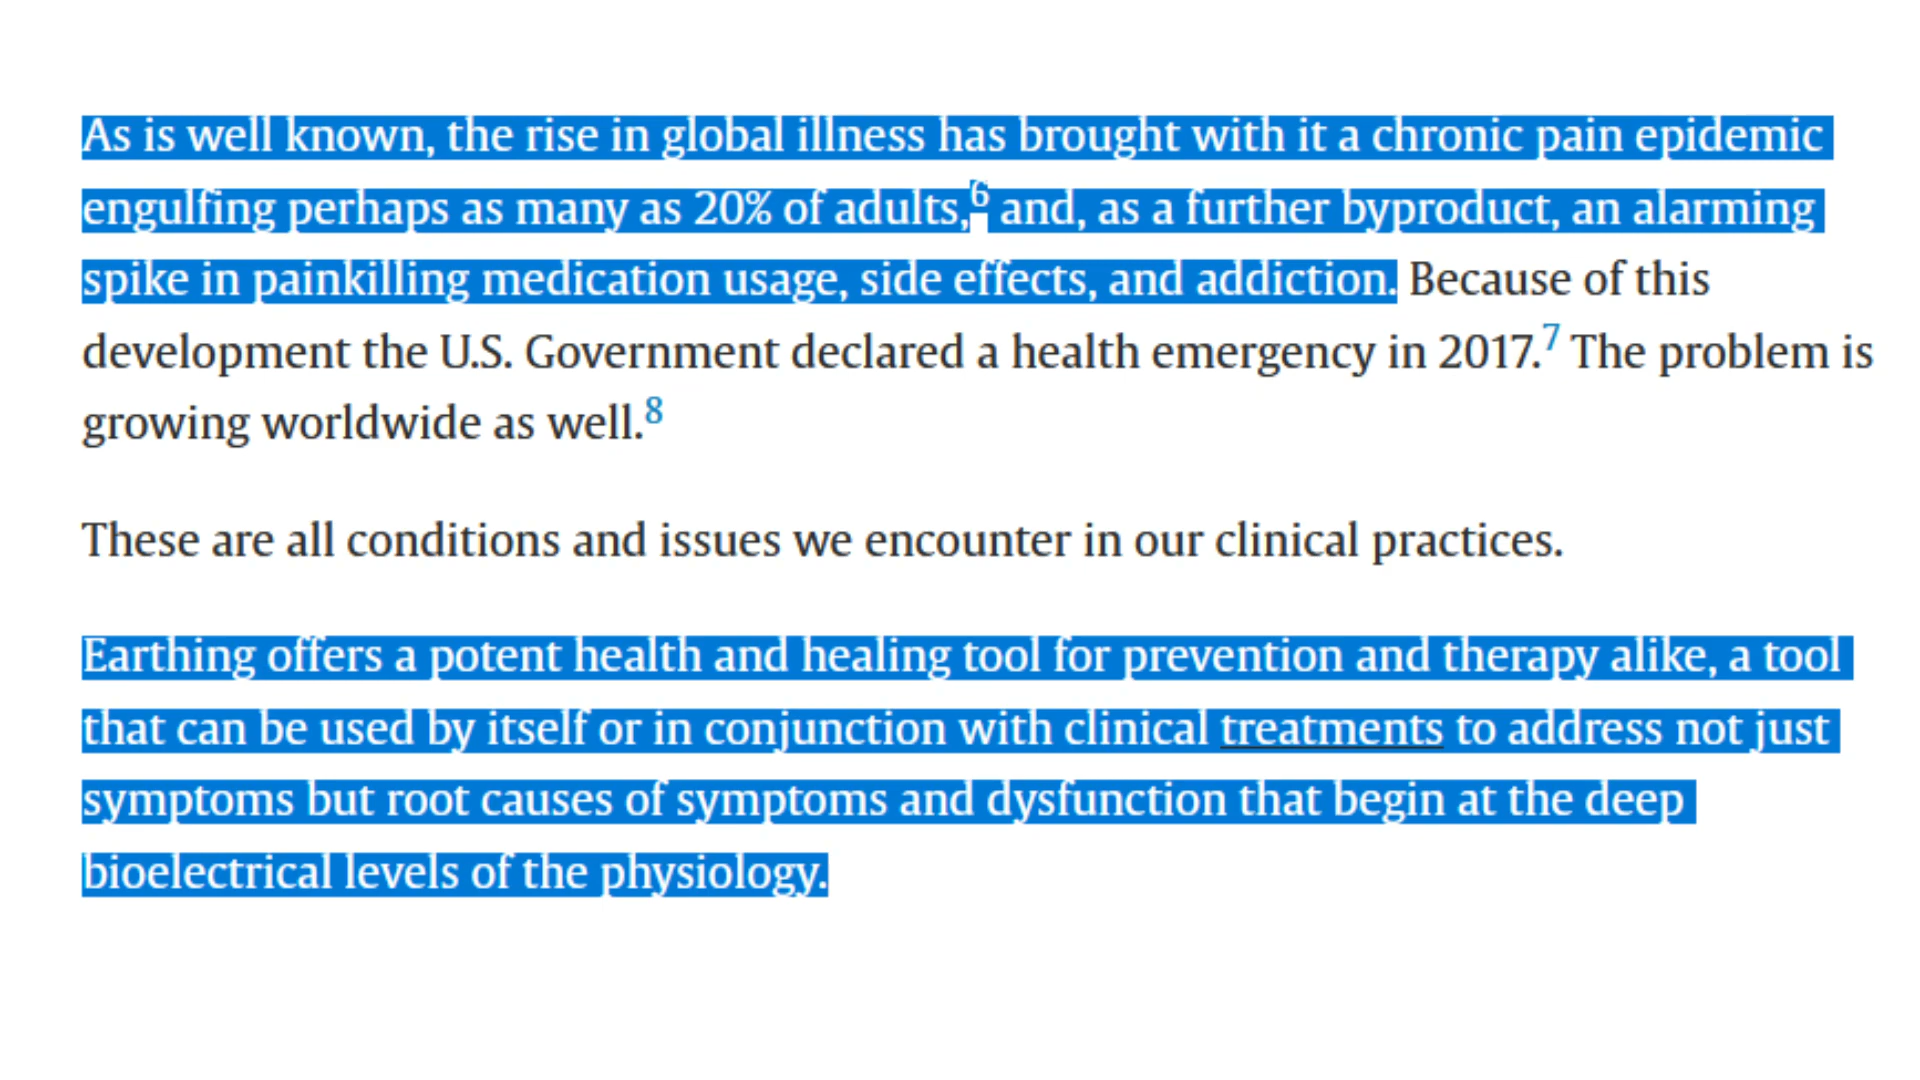 As is well known, the rise in global illness has brought with it a chronic pain epidemic
engulfing perhaps as many as 20% of adults,6 and, as a further byproduct, an alarming
spike in painkilling medication usage, side effects, and addiction. Because of this
development the U.S. Government declared a health emergency in 2017.7 The problem is
growing worldwide as well.8
These are all conditions and issues we encounter in our clinical practices.
Earthing offers a potent health and healing tool for prevention and therapy alike, a tool
that can be used by itself or in conjunction with clinical treatments to address not just
symptoms but root causes of symptoms and dysfunction that begin at the deep
bioelectrical levels of the physiology.